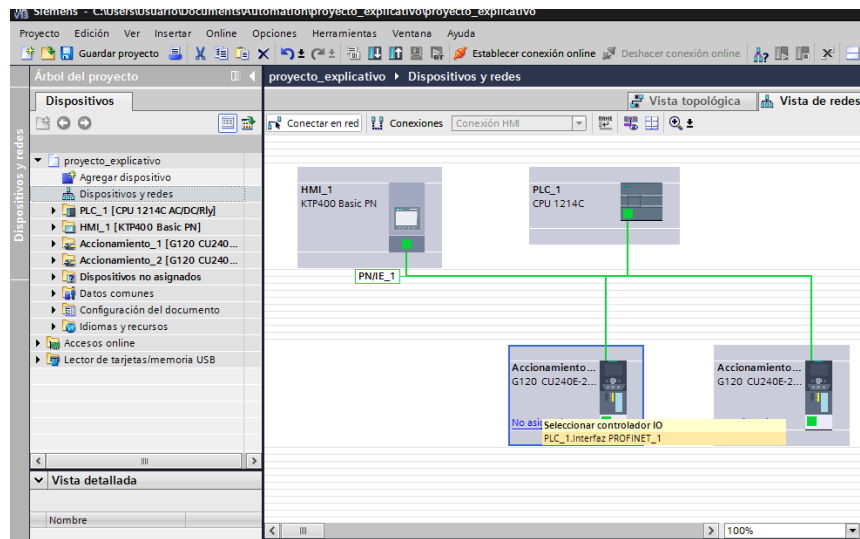 Siemens - C:\Users\Usuario\Documents\Automation\proyecto_explicativo\proyecto_explicativo
Proyecto Edición Ver Insertar Online Opciones Herramientas Ventana Ayuda
Guardar proyecto Establecer conexión online Deshacer conexión online
Árbol del proyecto
proyecto_explicativo ▸ Dispositivos y redes
Dispositivos
Vista topológica Vista de redes
Conectar en red Conexiones Conexión HMI
Dispositivos y redes
proyecto_explicativo
Agregar dispositivo
Dispositivos y redes
PLC_1 [CPU 1214C AC/DC/Rly]
HMI_1 [KTP400 Basic PN]
Accionamiento_1 [G120 CU240...
Accionamiento_2 [G120 CU240...
Dispositivos no asignados
Datos comunes
Configuración del documento
Idiomas y recursos
Accesos online
Lector de tarjetas/memoria USB
Vista detallada
Nombre
HMI_1
KTP400 Basic PN
PLC_1
CPU 1214C
PN/IE_1
Accionamiento...
G120 CU240E-2...
No asi
Seleccionar controlador IO
PLC_1.Interfaz PROFINET_1
Accionamiento...
G120 CU240E-2...
100%